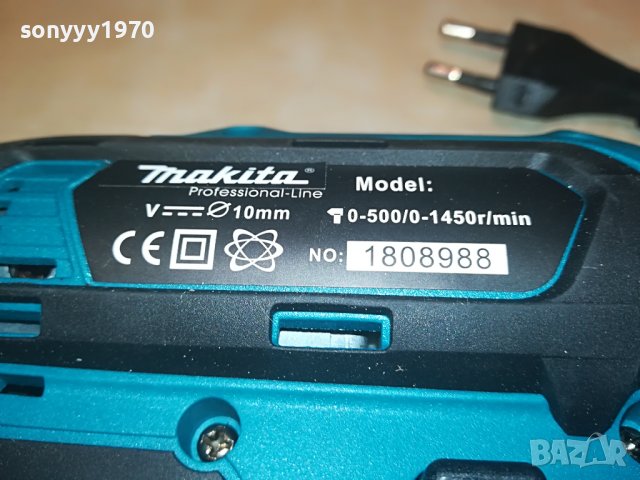 sonyyy1970
makita®
Professional-Line
Model:
V ⎓ Ø 10mm
0-500/0-1450r/min
CE
NO: 1808988
BAZAR